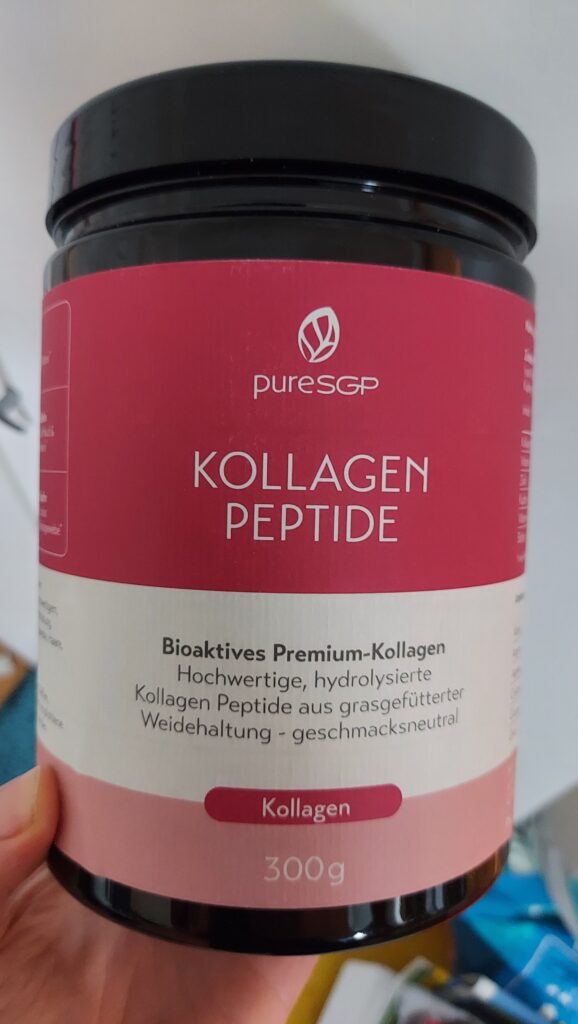 pureSGP
KOLLAGEN
PEPTIDE
Bioaktives Premium-Kollagen
Hochwertige, hydrolysierte
Kollagen Peptide aus grasgefütterter
Weidehaltung - geschmacksneutral
Kollagen
300g